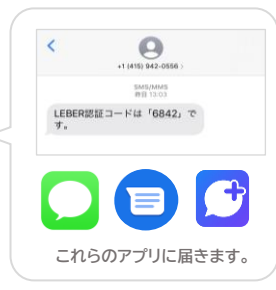 +1 (415) 942-0556 >
SMS/MMS
昨日 13:03
LEBER認証コードは「6842」で
す。
これらのアプリに届きます。